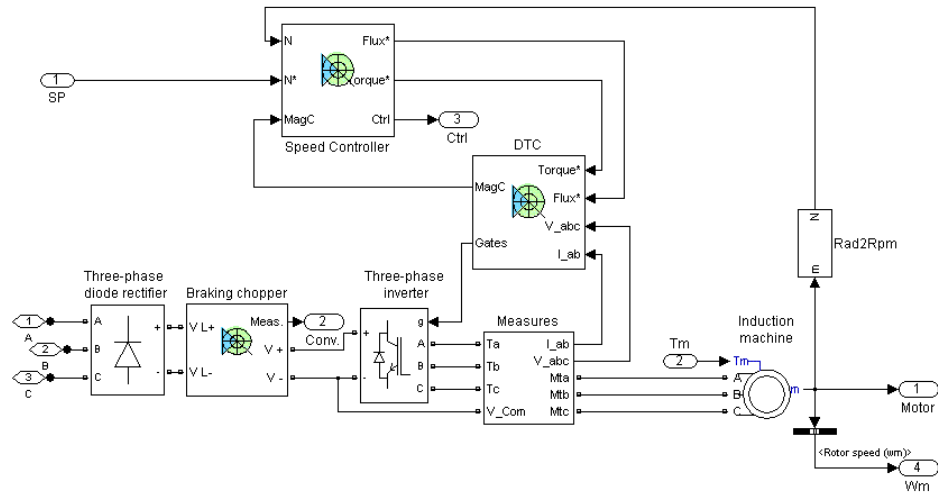 N
Flux*
1
SP
N*
Torque*
MagC
Ctrl
3
Ctrl
Speed Controller
DTC
Torque*
MagC
Flux*
V_abc
Gates
I_ab
N
m
Rad2Rpm
Three-phase
diode rectifier
Braking chopper
Three-phase
inverter
Measures
Induction
machine
1
A
2
B
3
C
A
B
C
+
-
V L+
V L-
Meas.
V +
V -
2
Conv.
+
-
g
A
B
C
Ta
Tb
Tc
V_Com
I_ab
V_abc
Mta
Mtb
Mtc
Tm
2
Tm
A
B
C
m
1
Motor
<Rotor speed (wm)>
4
Wm